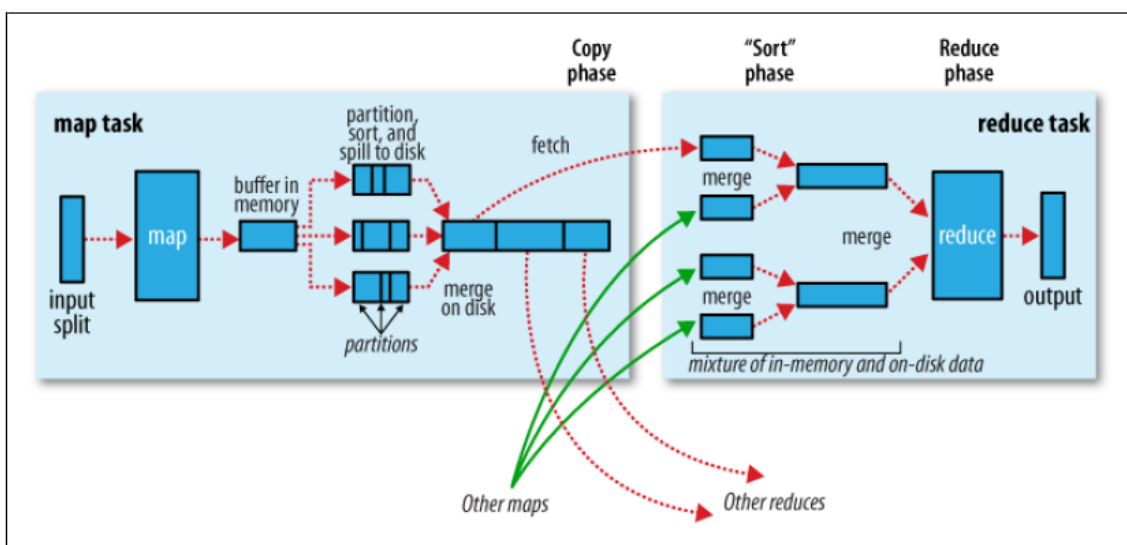 Copy
phase
“Sort”
phase
Reduce
phase
map task
partition,
sort, and
spill to disk
buffer in
memory
fetch
map
input
split
merge
on disk
partitions
reduce task
merge
merge
merge
reduce
output
mixture of in-memory and on-disk data
Other maps
Other reduces